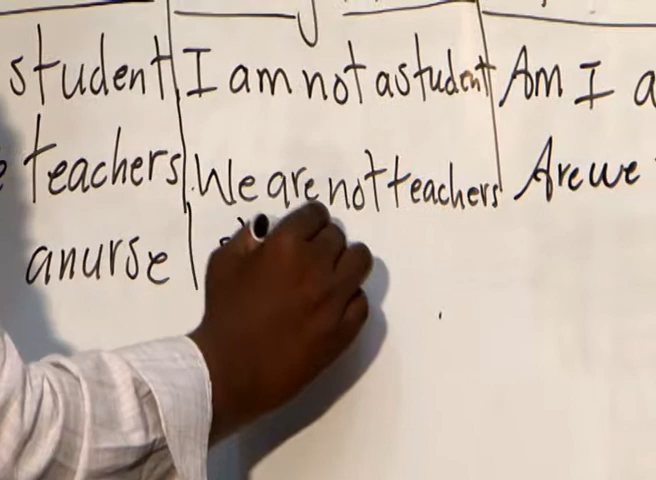 student I am not a student Am I a
teachers We are not teachers Are we
a nurse